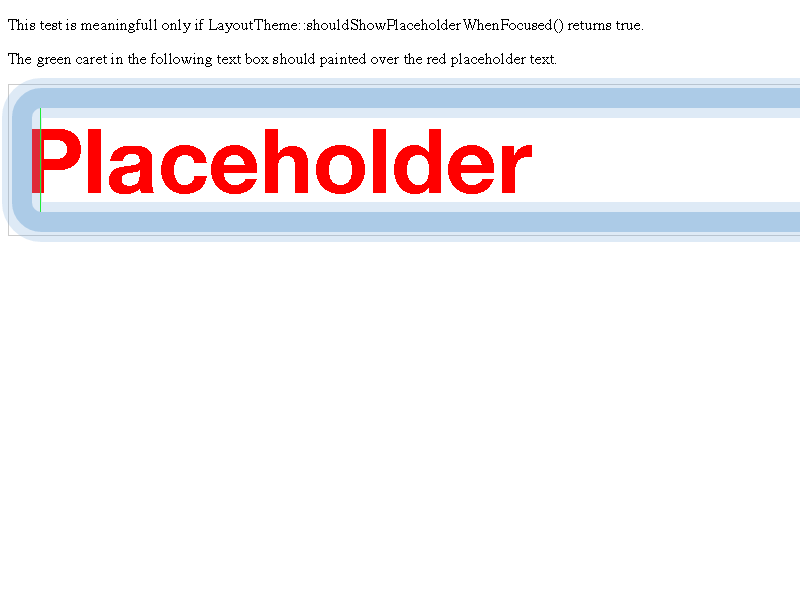 This test is meaningfull only if LayoutTheme::shouldShowPlaceholderWhenFocused() returns true.
The green caret in the following text box should painted over the red placeholder text.
Placeholder